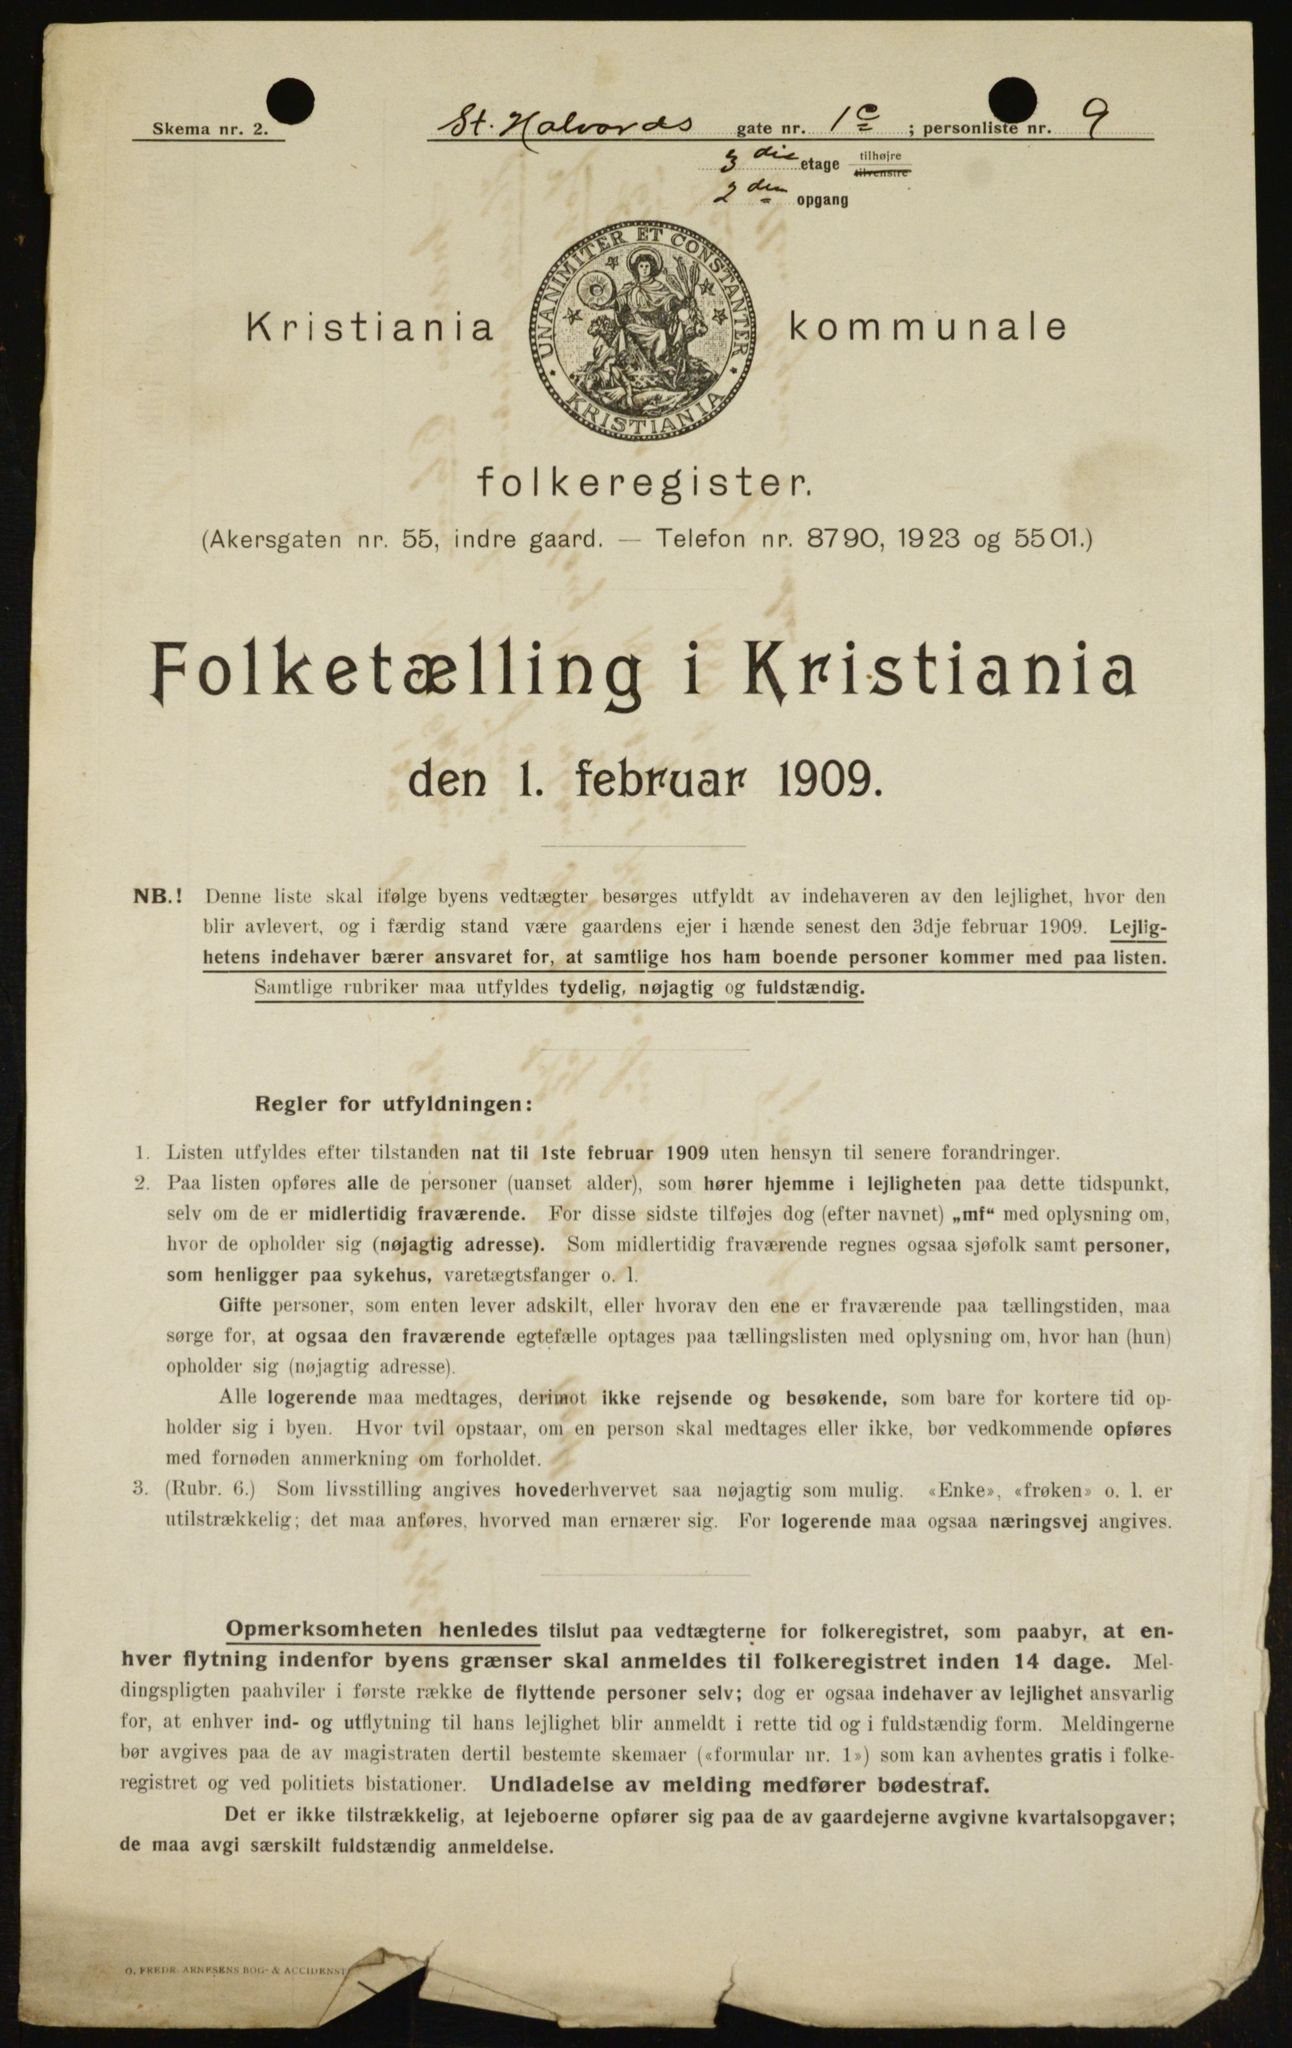 Skema nr. 2.
St. Halvards gate nr. 1c ; personliste nr. 9
3die etage tilhøjre
tilvenstre
2den opgang
UNANIMITER ET CONSTANTER
KRISTIANIA
Kristiania kommunale
folkeregister.
(Akersgaten nr. 55, indre gaard. — Telefon nr. 8790, 1923 og 5501.)
Folketælling i Kristiania
den 1. februar 1909.
NB.! Denne liste skal ifølge byens vedtægter besørges utfyldt av indehaveren av den lejlighet, hvor den
blir avlevert, og i færdig stand være gaardens ejer i hænde senest den 3dje februar 1909. Lejlig-
hetens indehaver bærer ansvaret for, at samtlige hos ham boende personer kommer med paa listen.
Samtlige rubriker maa utfyldes tydelig, nøjagtig og fuldstændig.
Regler for utfyldningen:
1. Listen utfyldes efter tilstanden nat til 1ste februar 1909 uten hensyn til senere forandringer.
2. Paa listen opføres alle de personer (uanset alder), som hører hjemme i lejligheten paa dette tidspunkt,
selv om de er midlertidig fraværende. For disse sidste tilføjes dog (efter navnet) „mf“ med oplysning om,
hvor de opholder sig (nøjagtig adresse). Som midlertidig fraværende regnes ogsaa sjøfolk samt personer,
som henligger paa sykehus, varetægtsfanger o. l.
Gifte personer, som enten lever adskilt, eller hvorav den ene er fraværende paa tællingstiden, maa
sørge for, at ogsaa den fraværende egtefælle optages paa tællingslisten med oplysning om, hvor han (hun)
opholder sig (nøjagtig adresse).
Alle logerende maa medtages, derimot ikke rejsende og besøkende, som bare for kortere tid op-
holder sig i byen. Hvor tvil opstaar, om en person skal medtages eller ikke, bør vedkommende opføres
med fornøden anmerkning om forholdet.
3. (Rubr. 6.) Som livsstilling angives hovederhvervet saa nøjagtig som mulig. «Enke», «frøken» o. l. er
utilstrækkelig; det maa anføres, hvorved man ernærer sig. For logerende maa ogsaa næringsvej angives.
Opmerksomheten henledes tilslut paa vedtægterne for folkeregistret, som paabyr, at en-
hver flytning indenfor byens grænser skal anmeldes til folkeregistret inden 14 dage. Mel-
dingspligten paahviler i første række de flyttende personer selv; dog er ogsaa indehaver av lejlighet ansvarlig
for, at enhver ind- og utflytning til hans lejlighet blir anmeldt i rette tid og i fuldstændig form. Meldingerne
bør avgives paa de av magistraten dertil bestemte skemaer («formular nr. 1») som kan avhentes gratis i folke-
registret og ved politiets bistationer. Undladelse av melding medfører bødestraf.
Det er ikke tilstrækkelig, at lejeboerne opfører sig paa de av gaardejerne avgivne kvartalsopgaver;
de maa avgi særskilt fuldstændig anmeldelse.
O. FREDR. ARNESENS BOG- & ACCIDENST